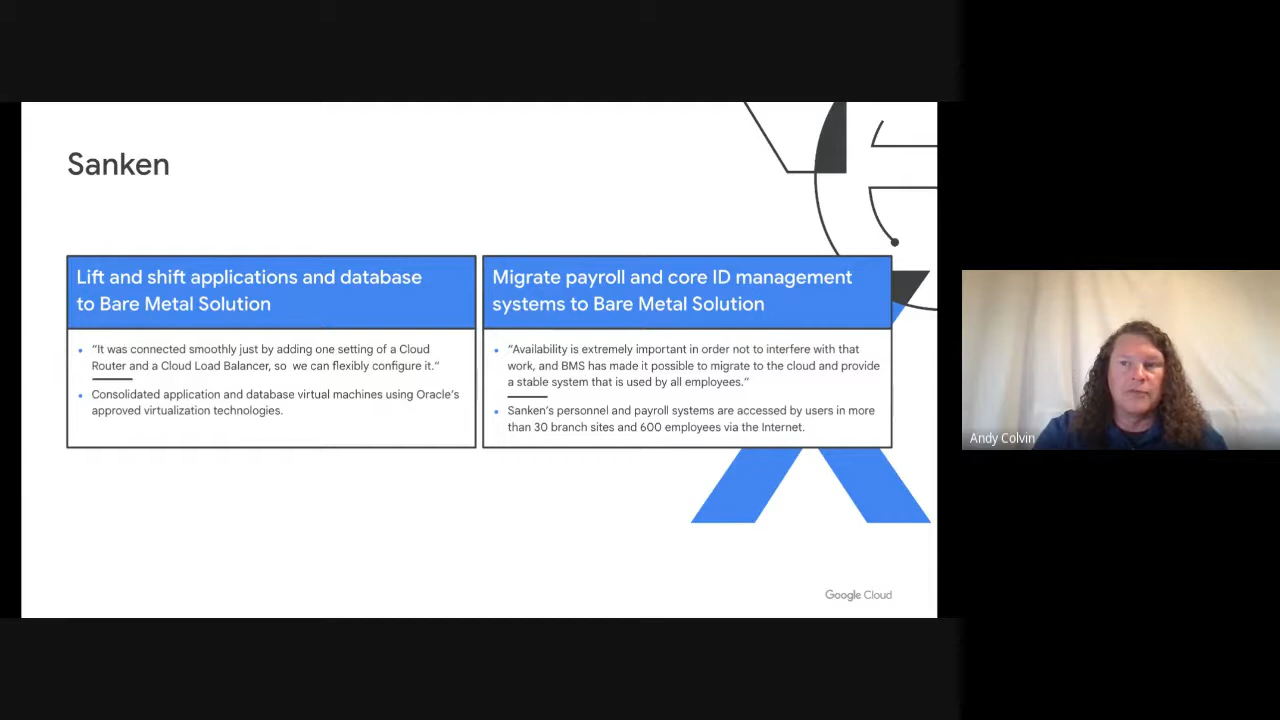 Sanken
Lift and shift applications and database
to Bare Metal Solution
• “It was connected smoothly just by adding one setting of a Cloud
Router and a Cloud Load Balancer, so we can flexibly configure it.”
• Consolidated application and database virtual machines using Oracle’s
approved virtualization technologies.
Migrate payroll and core ID management
systems to Bare Metal Solution
• “Availability is extremely important in order not to interfere with that
work, and BMS has made it possible to migrate to the cloud and provide
a stable system that is used by all employees.”
• Sanken’s personnel and payroll systems are accessed by users in more
than 30 branch sites and 600 employees via the Internet.
Google Cloud
Andy Colvin